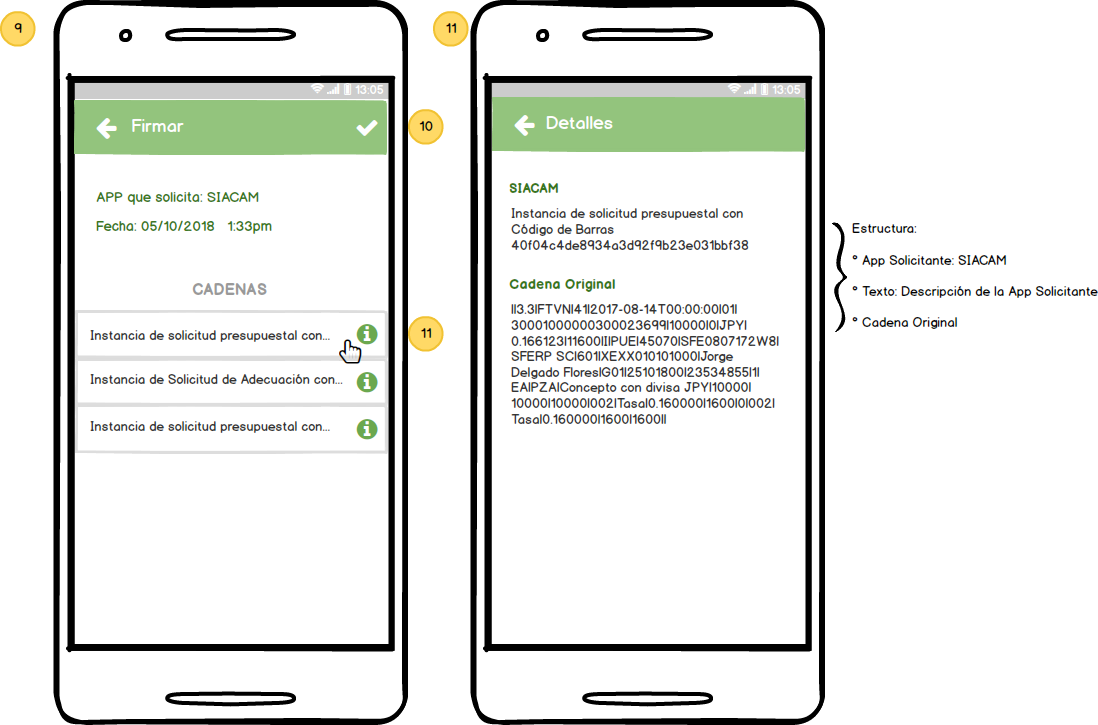 9
13:05
Firmar
10
APP que solicita: SIACAM
Fecha: 05/10/2018 1:33pm
CADENAS
Instancia de solicitud presupuestal con...
11
Instancia de Solicitud de Adecuación con...
Instancia de solicitud presupuestal con...
11
13:05
Detalles
SIACAM
Instancia de solicitud presupuestal con
Código de Barras
40f04c4de8934a3d92f9b23e031bbf38
Cadena Original
||3.3|FTVN|41|2017-08-14T00:00:00|01|
30001000000300023699|10000|0|JPY|
0.166123|11600|I|PUE|45070|SFE0807172W8|
SFERP SC|601|XEXX010101000|Jorge
Delgado Flores|G01|25101800|23534855|1|
EA|PZA|Concepto con divisa JPY|10000|
10000|10000|002|Tasa|0.160000|1600|0|002|
Tasa|0.160000|1600|1600||
Estructura:
° App Solicitante: SIACAM
° Texto: Descripción de la App Solicitante
° Cadena Original